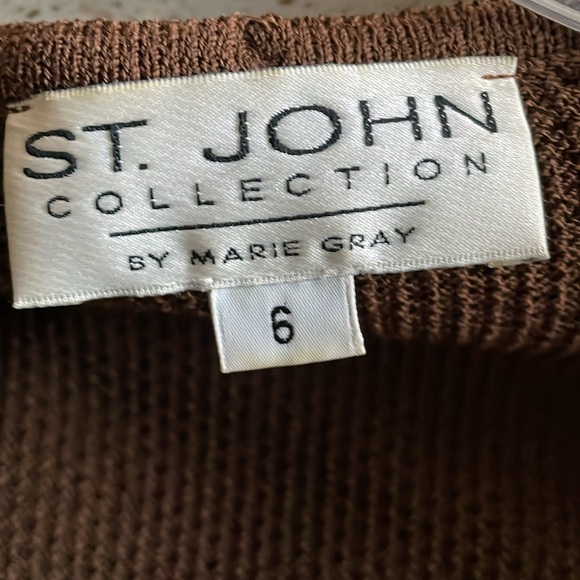 ST. JOHN
COLLECTION
BY MARIE GRAY
6